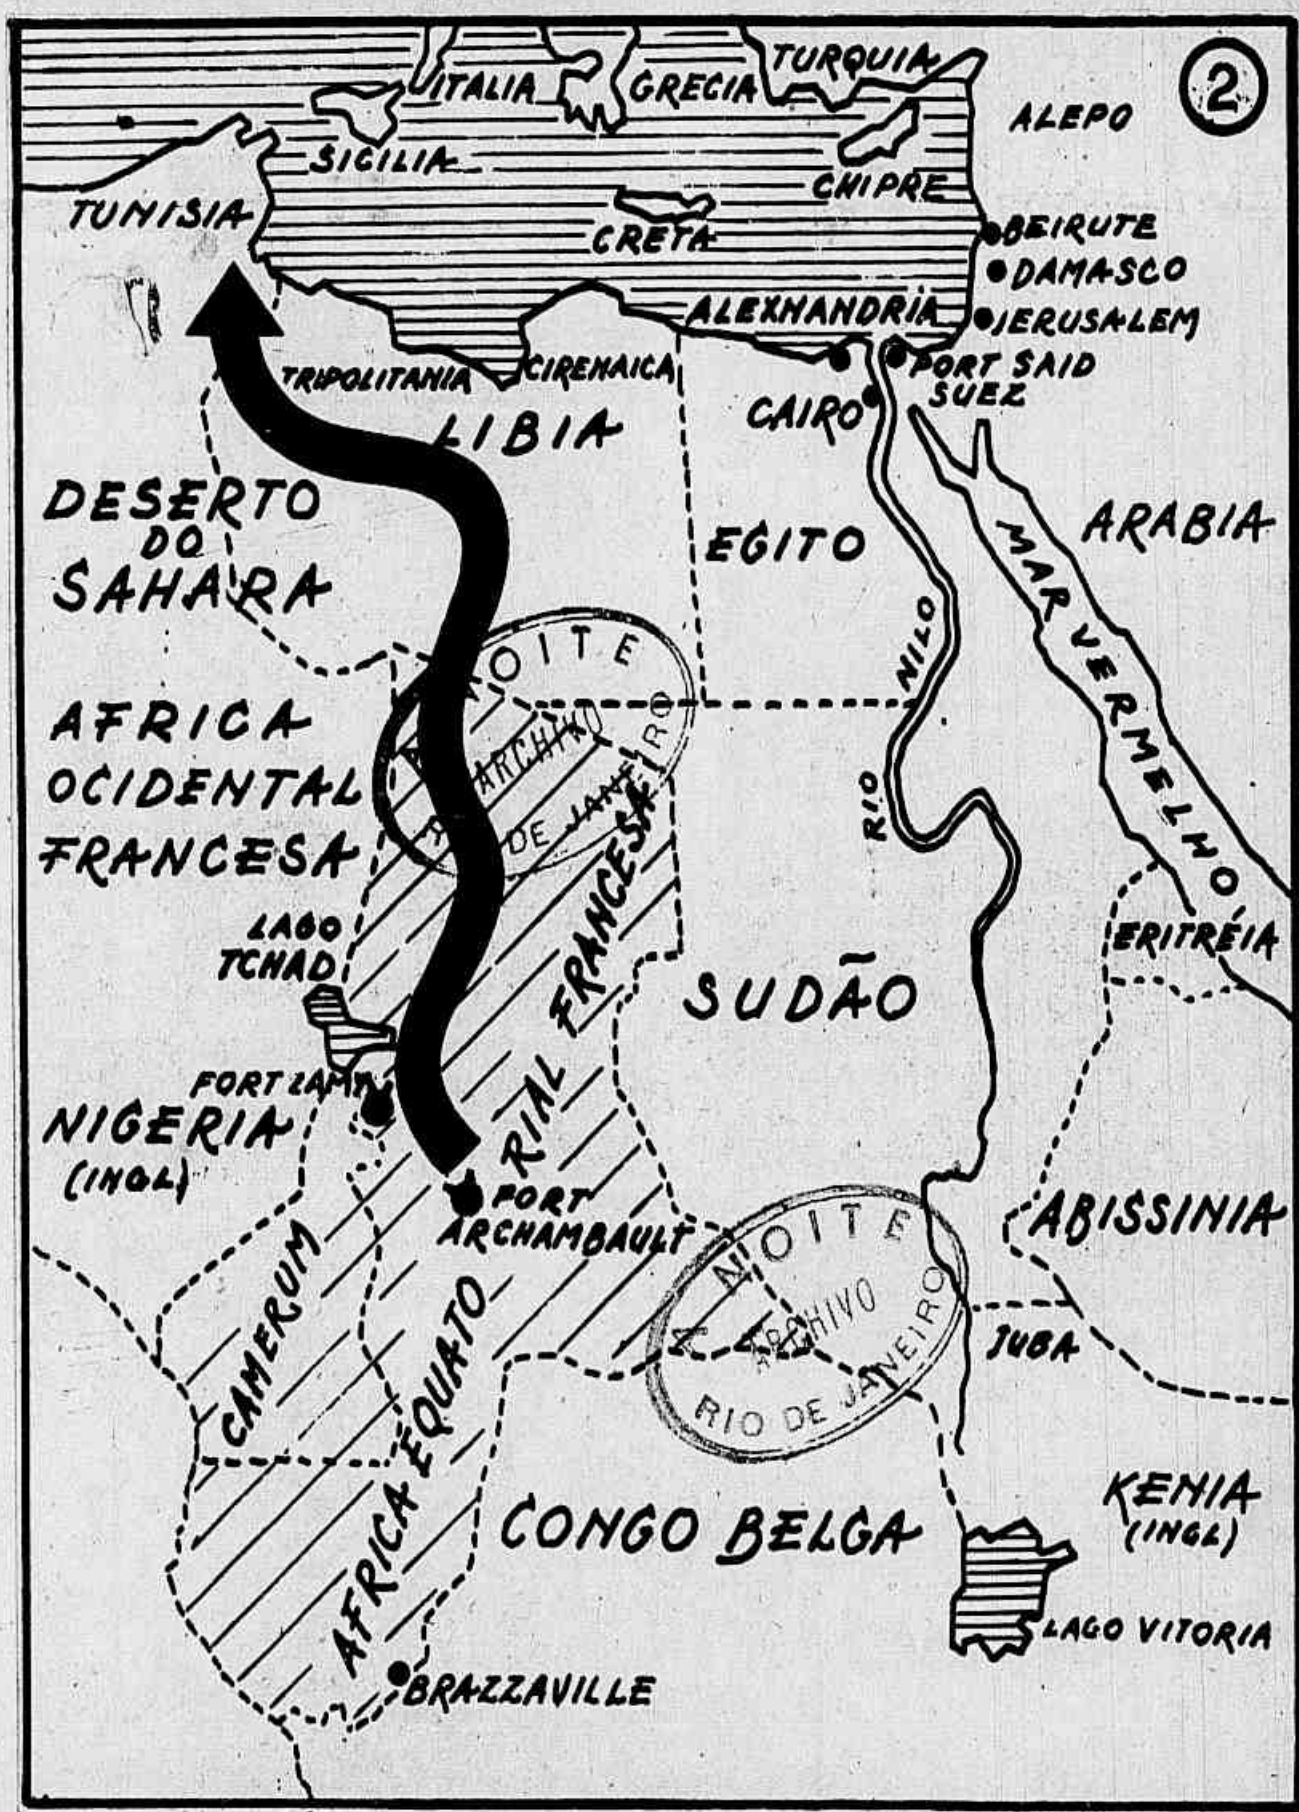 2
ITALIA
GRECIA
TURQUIA
ALEPO
SICILIA
CHIPRE
TUNISIA
CRETA
BEIRUTE
DAMASCO
ALEXHANDRIA
JERUSALEM
PORT SAID
SUEZ
TRIPOLITANIA
CIRENAICA
CAIRO
LIBIA
DESERTO
DO
SAHARA
EGITO
ARABIA
MAR VERMELHO
RIO NILO
A NOITE
ARCHIVO
RIO DE JANEIRO
AFRICA
OCIDENTAL
FRANCESA
LAGO
TCHAD
SUDÃO
ERITRÉIA
FORT LAMY
NIGERIA
(INGL)
FORT
ARCHAMBAULT
ABISSINIA
CAMERUM
AFRICA EQUATORIAL FRANCESA
A NOITE
ARCHIVO
RIO DE JANEIRO
JUBA
CONGO BELGA
KENIA
(INGL)
LAGO VITORIA
BRAZZAVILLE